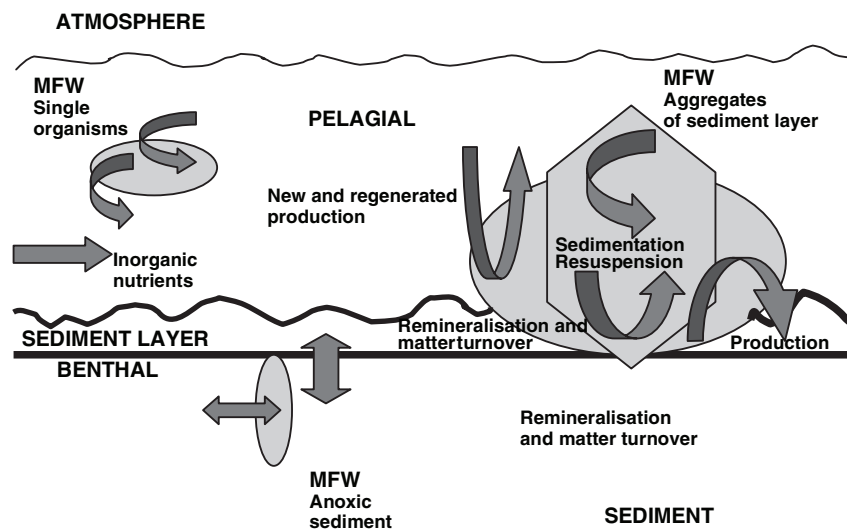 ATMOSPHERE
MFW
Single
organisms
MFW
Aggregates
of sediment layer
PELAGIAL
New and regenerated
production
Inorganic
nutrients
Sedimentation
Resuspension
Remineralisation and
matterturnover
Production
SEDIMENT LAYER
BENTHAL
Remineralisation
and matter turnover
MFW
Anoxic
sediment
SEDIMENT